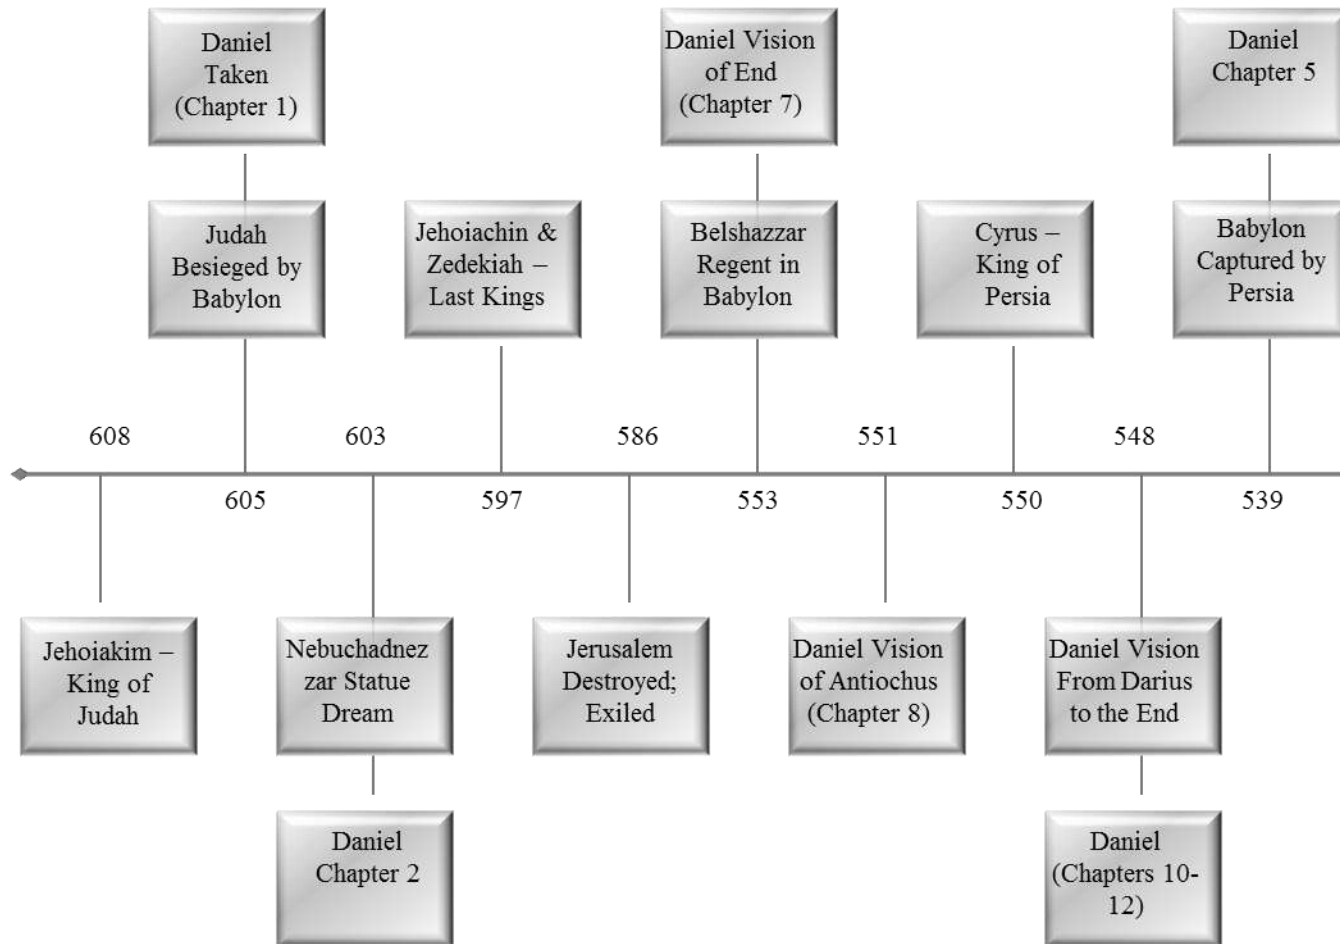 Daniel
Taken
(Chapter 1)
Daniel Vision
of End
(Chapter 7)
Daniel
Chapter 5
Judah
Besieged by
Babylon
Jehoiachin &
Zedekiah –
Last Kings
Belshazzar
Regent in
Babylon
Cyrus –
King of
Persia
Babylon
Captured by
Persia
608
603
586
551
548
605
597
553
550
539
Jehoiakim –
King of
Judah
Nebuchadnez
zar Statue
Dream
Jerusalem
Destroyed;
Exiled
Daniel Vision
of Antiochus
(Chapter 8)
Daniel Vision
From Darius
to the End
Daniel
Chapter 2
Daniel
(Chapters 10-
12)